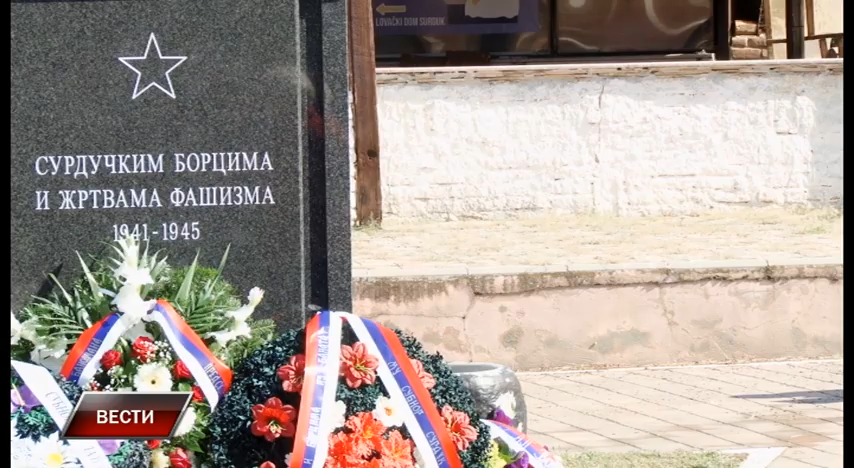 LOVAČKI DOM SURDUK
СУРДУЧКИМ БОРЦИМА
И ЖРТВАМА ФАШИЗМА
1941-1945
ВЕСТИ